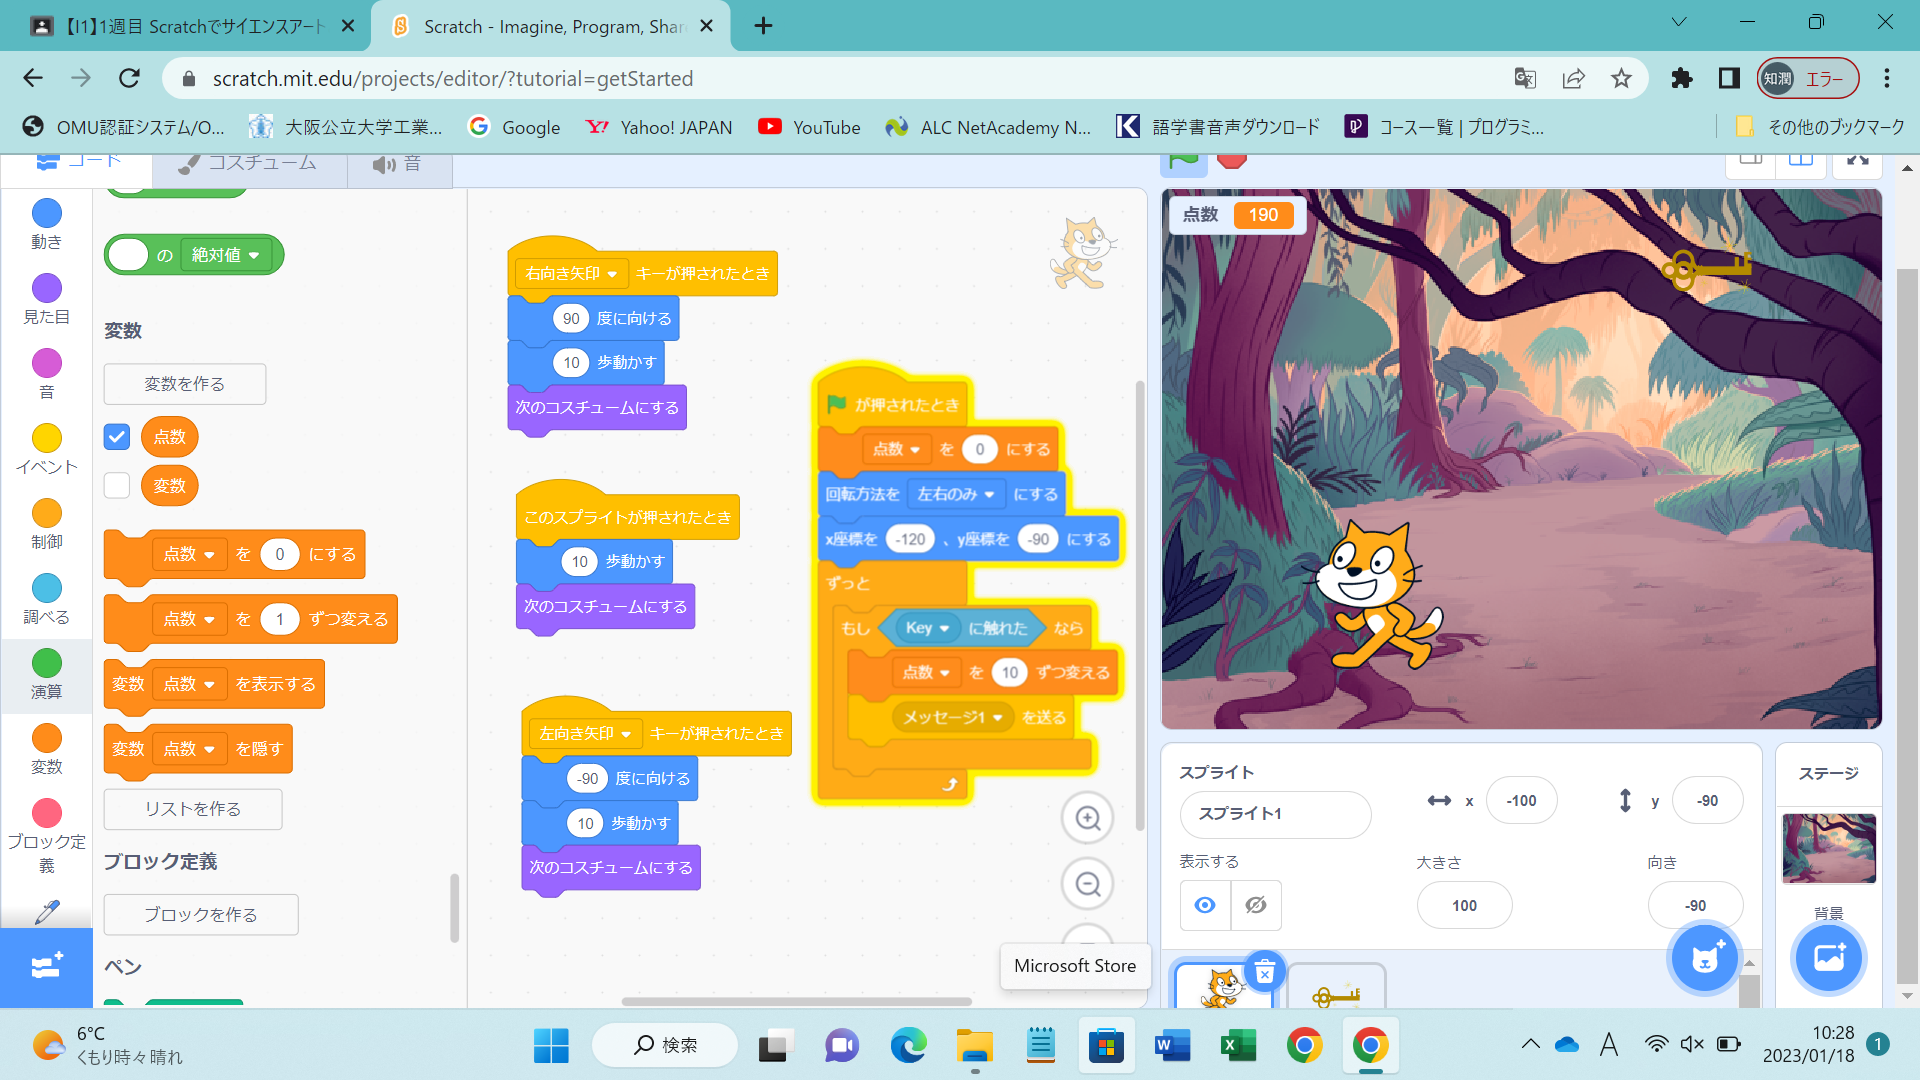 【I1】1週目 Scratchでサイエンスアート
Scratch - Imagine, Program, Shar
scratch.mit.edu/projects/editor/?tutorial=getStarted
知潤
エラー
OMU認証システム/O...
大阪公立大学工業...
Google
Yahoo! JAPAN
YouTube
ALC NetAcademy N...
語学書音声ダウンロード
コース一覧 | プログラミ...
その他のブックマーク
コード
コスチューム
音
動き
見た目
音
イベント
制御
調べる
演算
変数
ブロック定
義
の 絶対値
変数
変数を作る
点数
変数
点数 を 0 にする
点数 を 1 ずつ変える
変数 点数 を表示する
変数 点数 を隠す
リストを作る
ブロック定義
ブロックを作る
ペン
右向き矢印 キーが押されたとき
90 度に向ける
10 歩動かす
次のコスチュームにする
このスプライトが押されたとき
10 歩動かす
次のコスチュームにする
左向き矢印 キーが押されたとき
-90 度に向ける
10 歩動かす
次のコスチュームにする
が押されたとき
点数 を 0 にする
回転方法を 左右のみ にする
x座標を -120 、y座標を -90 にする
ずっと
もし Key に触れた なら
点数 を 10 ずつ変える
メッセージ1 を送る
Microsoft Store
点数 190
スプライト
スプライト1
x -100
y -90
表示する
大きさ
100
向き
-90
ステージ
背景
6°C
くもり時々晴れ
検索
A
10:28
2023/01/18
1